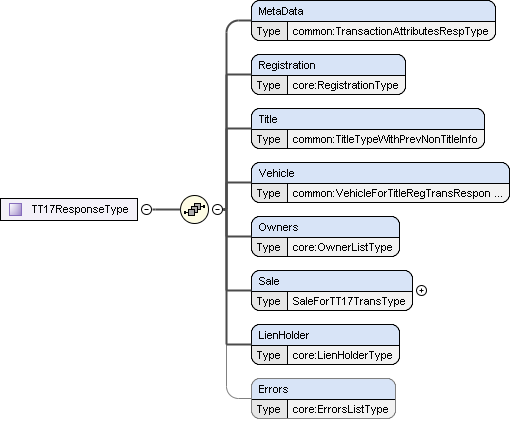 MetaData
Type common:TransactionAttributesRespType
Registration
Type core:RegistrationType
Title
Type common:TitleTypeWithPrevNonTitleInfo
Vehicle
Type common:VehicleForTitleRegTransRespon ...
TT17ResponseType
Owners
Type core:OwnerListType
Sale
Type SaleForTT17TransType
LienHolder
Type core:LienHolderType
Errors
Type core:ErrorsListType